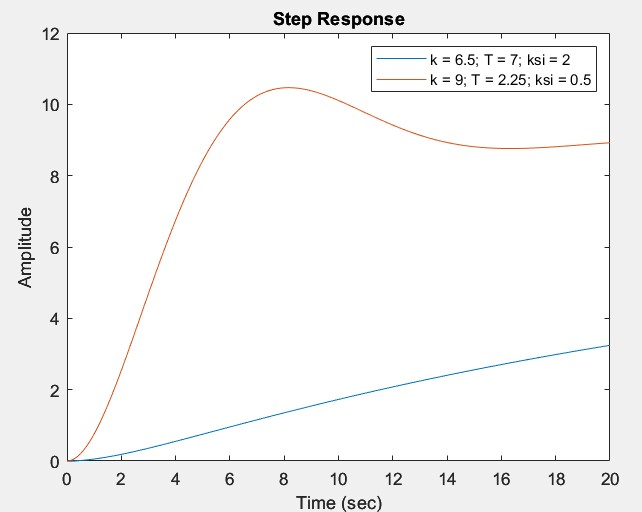 Step Response
k = 6.5; T = 7; ksi = 2
k = 9; T = 2.25; ksi = 0.5
Amplitude
12
10
8
6
4
2
0
0 2 4 6 8 10 12 14 16 18 20
Time (sec)